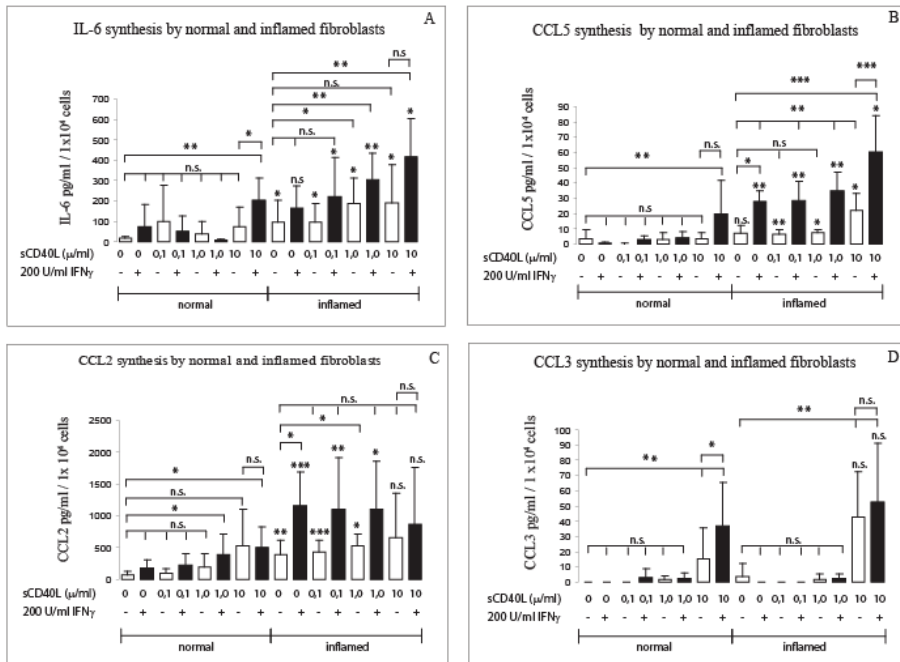 A
IL-6 synthesis by normal and inflamed fibroblasts
n.s
**
n.s.
**
*
n.s.
** *
n.s.
* n.s * * * ** *
IL-6 pg/ml / 1x10⁴ cells
700
600
500
400
300
200
100
0
sCD40L (µ/ml) 0 0 0,1 0,1 1,0 1,0 10 10 0 0 0,1 0,1 1,0 1,0 10 10
200 U/ml IFNγ - + - + - + - + - + - + - + - +
normal inflamed
B
CCL5 synthesis by normal and inflamed fibroblasts
***
***
**
n.s.
*
** n.s.
n.s.
n.s. ** ** ** * ** * *
CCL5 pg/ml / 1x10⁴ cells
90
80
70
60
50
40
30
20
10
0
sCD40L (µ/ml) 0 0 0,1 0,1 1,0 1,0 10 10 0 0 0,1 0,1 1,0 1,0 10 10
200 U/ml IFNγ - + - + - + - + - + - + - + - +
normal inflamed
C
CCL2 synthesis by normal and inflamed fibroblasts
n.s.
n.s.
*
*
* n.s.
n.s.
*
n.s.
** *** *** ** * * n.s. n.s.
CCL2 pg/ml / 1x 10⁴ cells
2500
2000
1500
1000
500
0
sCD40L (µ/ml) 0 0 0,1 0,1 1,0 1,0 10 10 0 0 0,1 0,1 1,0 1,0 10 10
200 U/ml IFNγ - + - + - + - + - + - + - + - +
normal inflamed
D
CCL3 synthesis by normal and inflamed fibroblasts
n.s.
**
*
**
n.s. n.s.
n.s. n.s.
CCL3 pg/ml / 1 x10⁴ cells
100
90
80
70
60
50
40
30
20
10
0
sCD40L (µ/ml) 0 0 0,1 0,1 1,0 1,0 10 10 0 0 0,1 0,1 1,0 1,0 10 10
200 U/ml IFNγ - + - + - + - + - + - + - + - +
normal inflamed